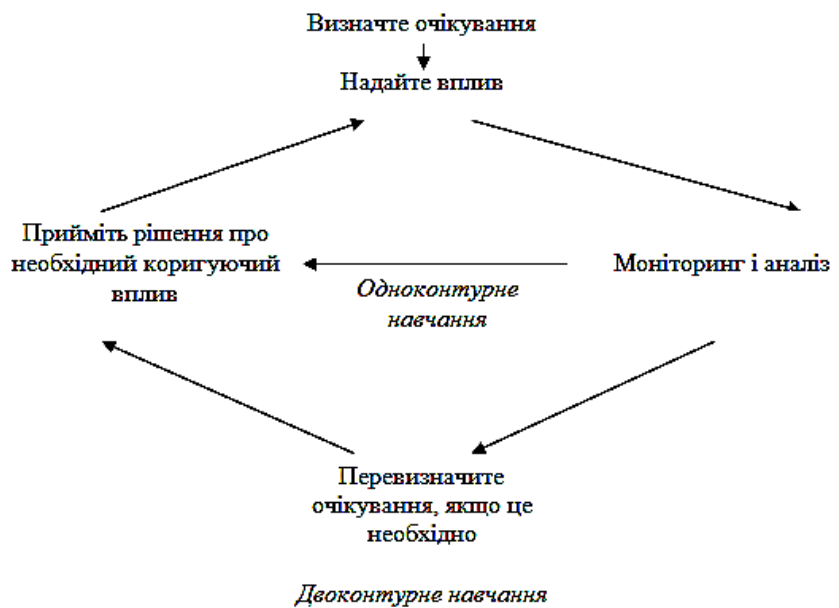 Визначте очікування
Надайте вплив
Прийміть рішення про
необхідний коригуючий
вплив
Одноконтурне
навчання
Моніторинг і аналіз
Перевизначите
очікування, якщо це
необхідно
Двоконтурне навчання